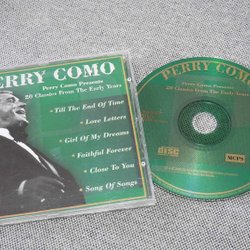 PERRY COMO
Perry Como Presents
20 Classics From The Early Years
Till The End Of Time
Love Letters
Girl Of My Dreams
Faithful Forever
Close To You
Song Of Songs
PERRY COMO
Perry Como Presents
20 Classics From The Early Years
disc
MCPS